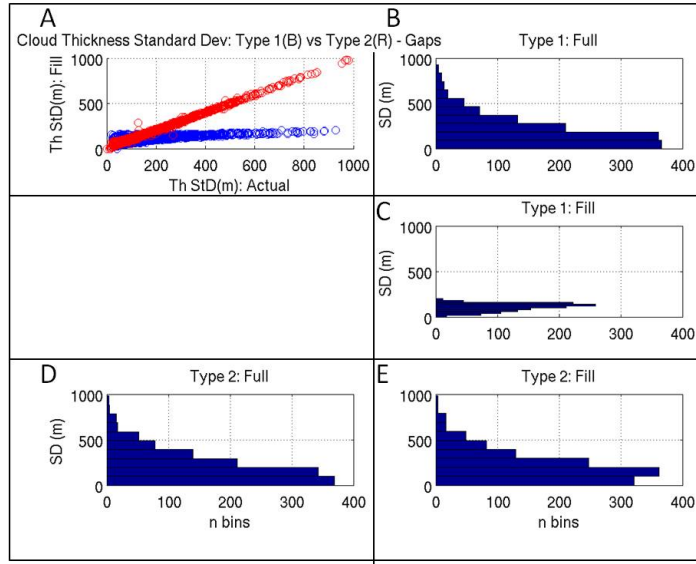 A
Cloud Thickness Standard Dev: Type 1(B) vs Type 2(R) - Gaps
Th StD(m): Fill
1000
500
0
0 200 400 600 800 1000
Th StD(m): Actual
B
Type 1: Full
SD (m)
1000
500
0
0 100 200 300 400
C
Type 1: Fill
SD (m)
1000
500
0
0 100 200 300 400
D
Type 2: Full
SD (m)
1000
500
0
0 100 200 300 400
n bins
E
Type 2: Fill
SD (m)
1000
500
0
0 100 200 300 400
n bins